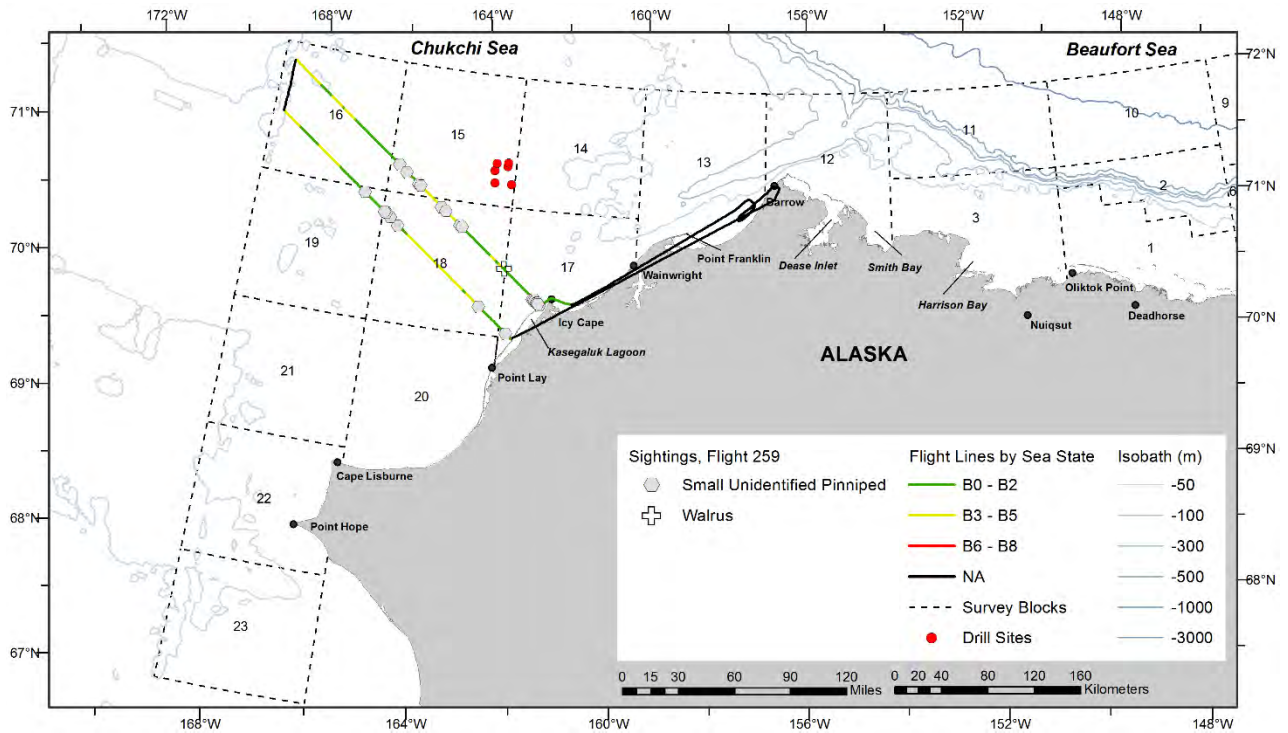 172°W 168°W 164°W 160°W 156°W 152°W 148°W
Chukchi Sea
Beaufort Sea
72°N
71°N
71°N
70°N
70°N
69°N
69°N
68°N
68°N
67°N
16
15
14
13
12
11
10
9
2
6
3
1
19
18
17
21
20
22
23
Barrow
Dease Inlet
Smith Bay
Harrison Bay
Point Franklin
Wainwright
Oliktok Point
Nuiqsut
Deadhorse
Icy Cape
Kasegaluk Lagoon
Point Lay
ALASKA
Cape Lisburne
Point Hope
Sightings, Flight 259
Small Unidentified Pinniped
Walrus
Flight Lines by Sea State
B0 - B2
B3 - B5
B6 - B8
NA
Survey Blocks
Drill Sites
Isobath (m)
-50
-100
-300
-500
-1000
-3000
0 15 30 60 90 120
Miles
0 20 40 80 120 160
Kilometers
168°W 164°W 160°W 156°W 152°W 148°W